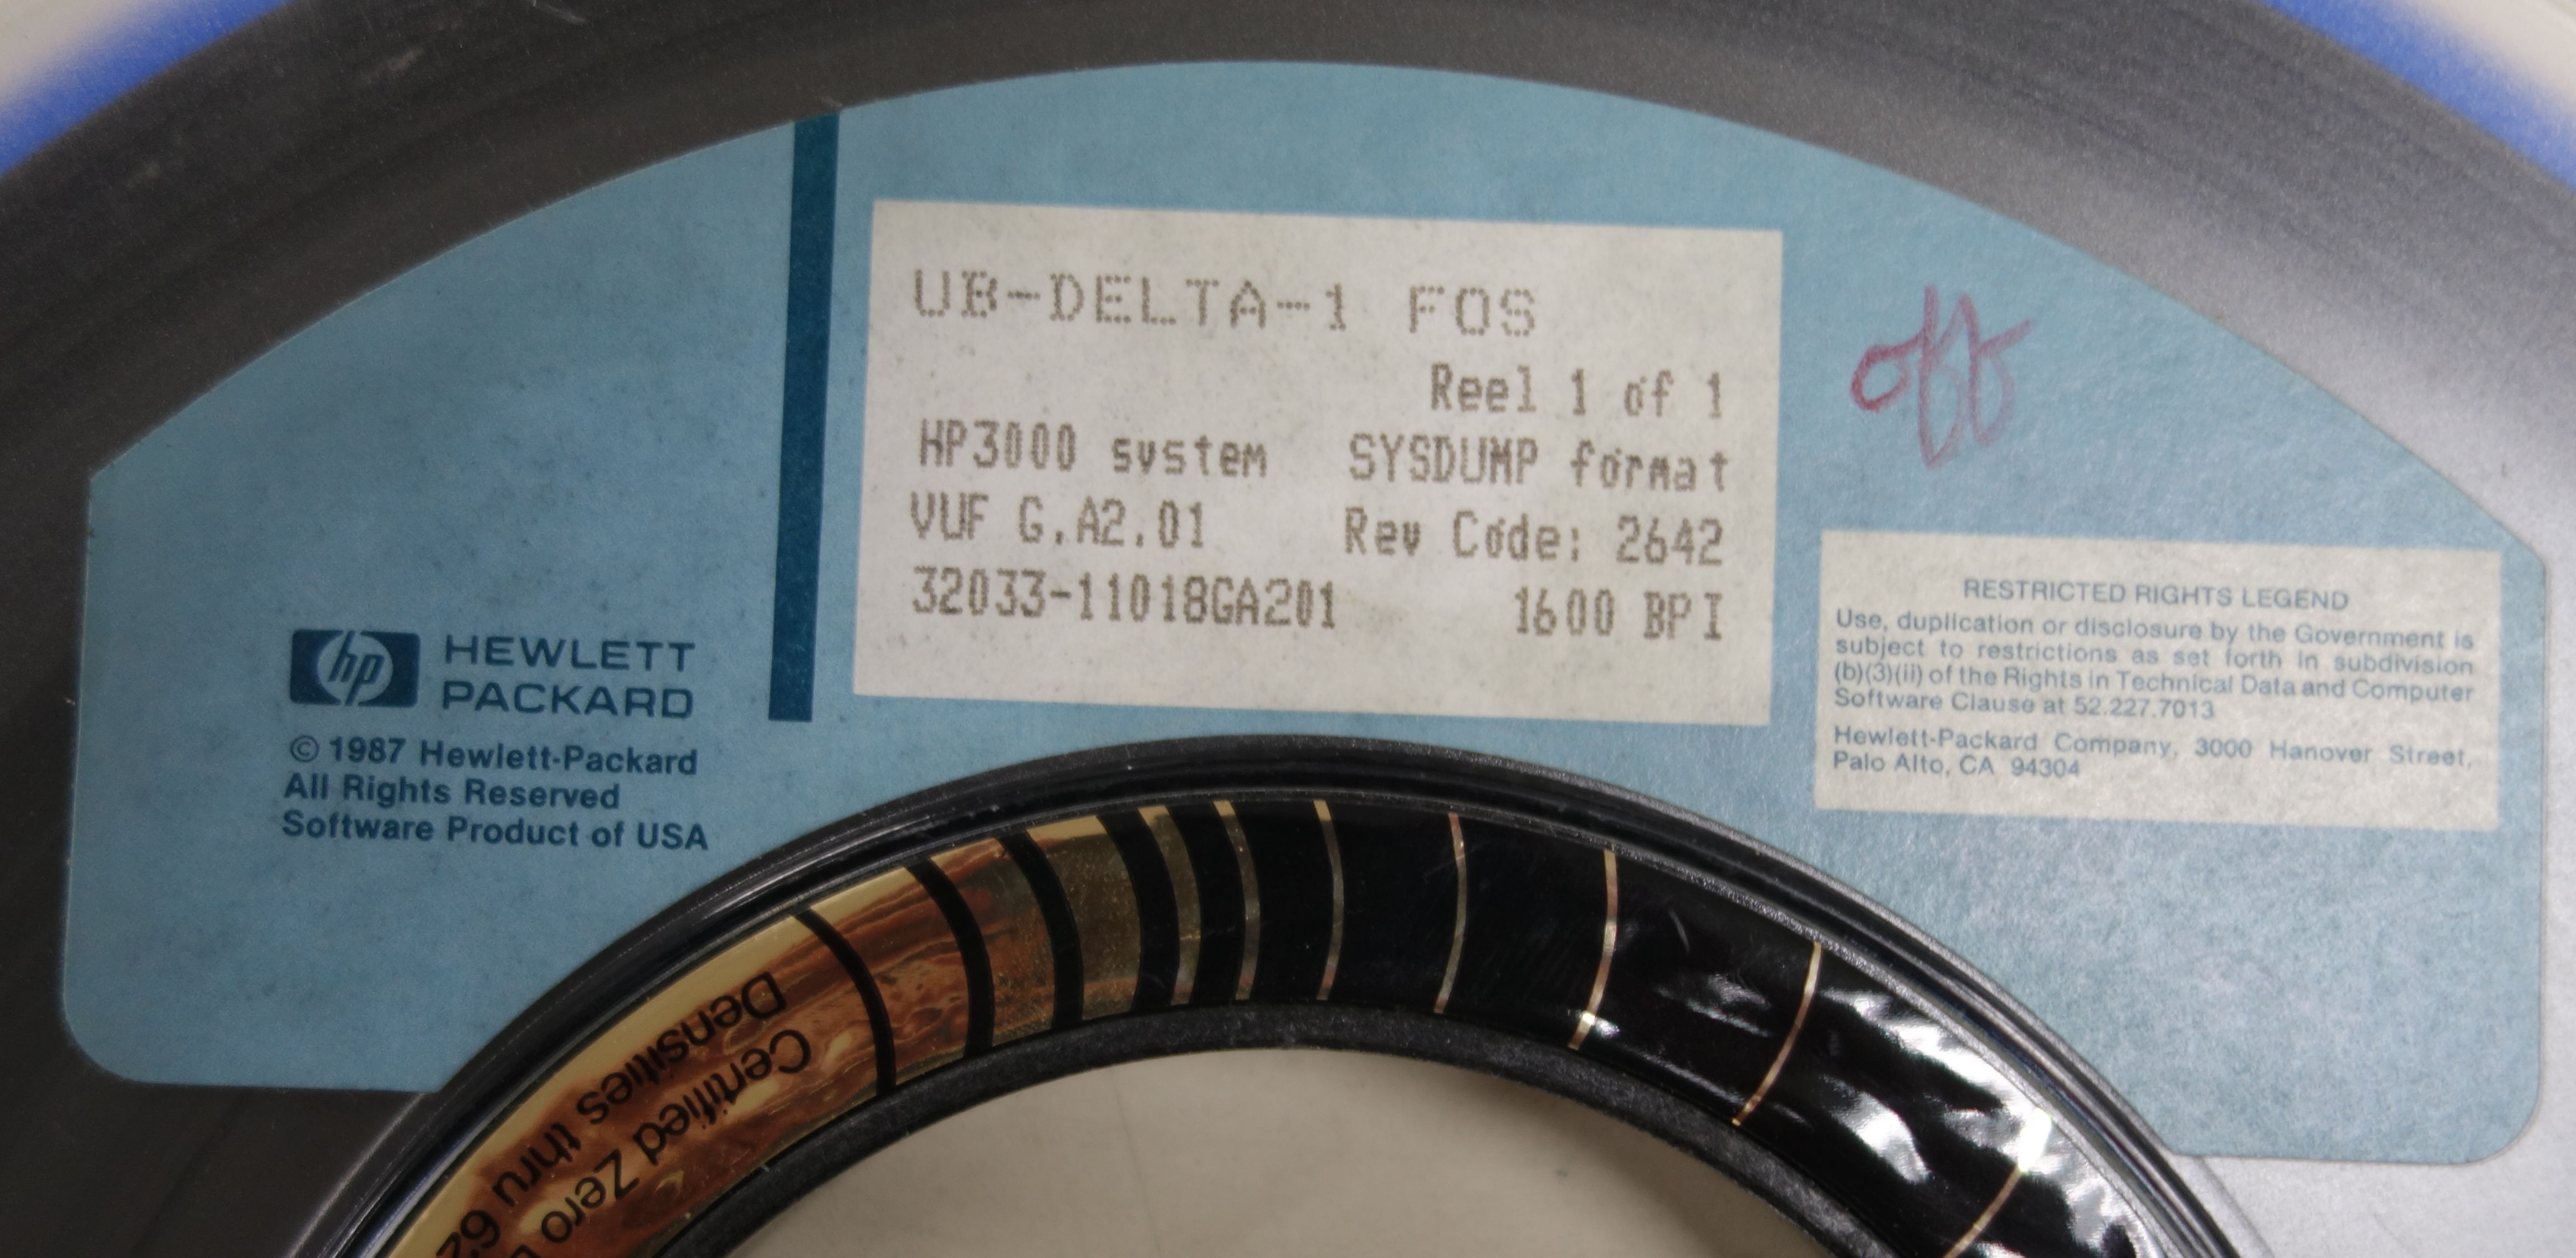 UB-DELTA-1 FOS
Reel 1 of 1
HP3000 system SYSDUMP format
VUF G.A2.01 Rev Code: 2642
32033-11018GA201 1600 BPI
off
hp HEWLETT
PACKARD
© 1987 Hewlett-Packard
All Rights Reserved
Software Product of USA
RESTRICTED RIGHTS LEGEND
Use, duplication or disclosure by the Government is
subject to restrictions as set forth in subdivision
(b)(3)(ii) of the Rights in Technical Data and Computer
Software Clause at 52.227.7013
Hewlett-Packard Company, 3000 Hanover Street,
Palo Alto, CA 94304
Certified Zero
Densities thru